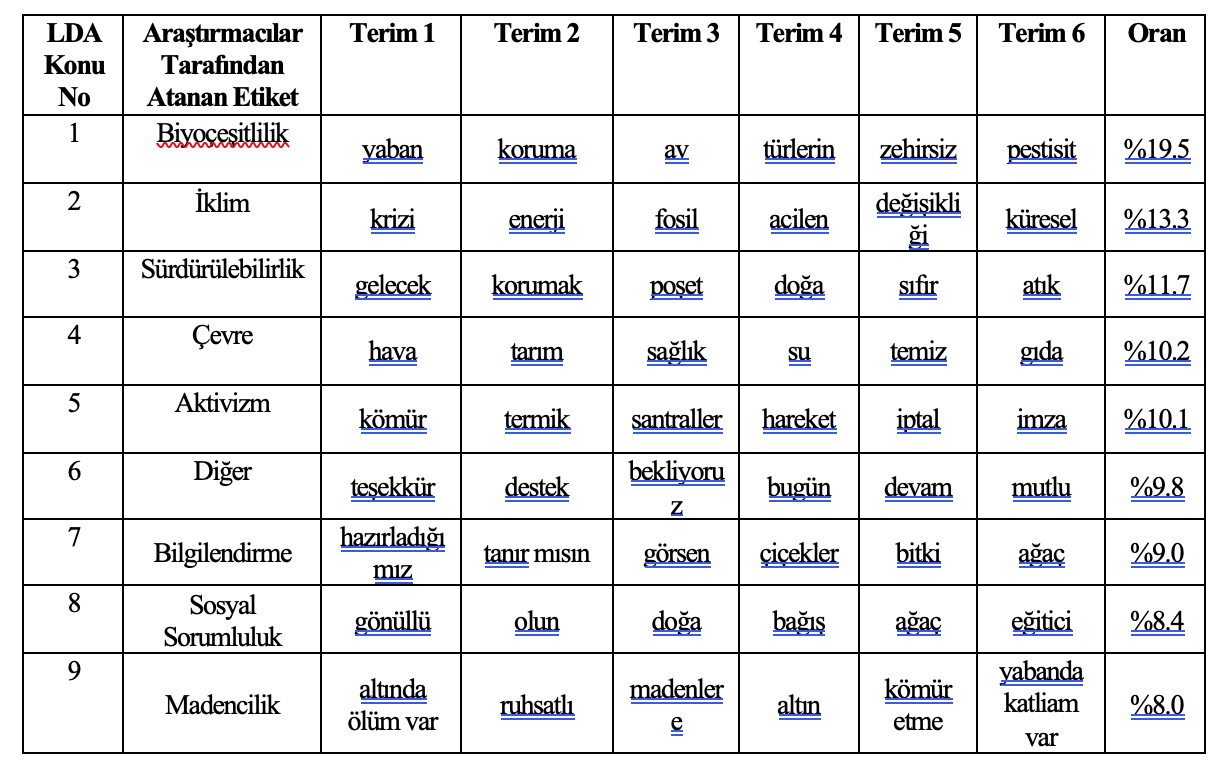 LDA Konu No | Araştırmacılar Tarafından Atanan Etiket | Terim 1 | Terim 2 | Terim 3 | Terim 4 | Terim 5 | Terim 6 | Oran
1 | Biyoçeşitlilik | yaban | koruma | av | türlerin | zehirsiz | pestisit | %19.5
2 | İklim | krizi | enerji | fosil | acilen | değişikliği | küresel | %13.3
3 | Sürdürülebilirlik | gelecek | korumak | poşet | doğa | sıfir | atık | %11.7
4 | Çevre | hava | tarım | sağlık | su | temiz | gıda | %10.2
5 | Aktivizm | kömür | termik | santraller | hareket | iptal | imza | %10.1
6 | Diğer | teşekkür | destek | bekliyoruz | bugün | devam | mutlu | %9.8
7 | Bilgilendirme | hazırladığımız | tanır mısın | görsen | çiçekler | bitki | ağaç | %9.0
8 | Sosyal Sorumluluk | gönüllü | olun | doğa | bağış | ağaç | eğitici | %8.4
9 | Madencilik | altında ölüm var | ruhsatlı | madenlere | altın | kömür etme | yabanda katliam var | %8.0